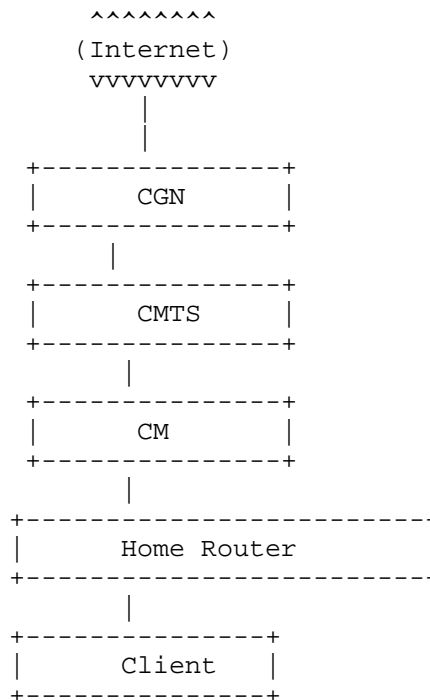 ^^^^^^^^
(Internet)
vvvvvvvv
|
|
+---------------+
| CGN |
+---------------+
|
+---------------+
| CMTS |
+---------------+
|
+---------------+
| CM |
+---------------+
|
+-------------------------+
| Home Router
+-------------------------+
|
+---------------+
| Client |
+---------------+